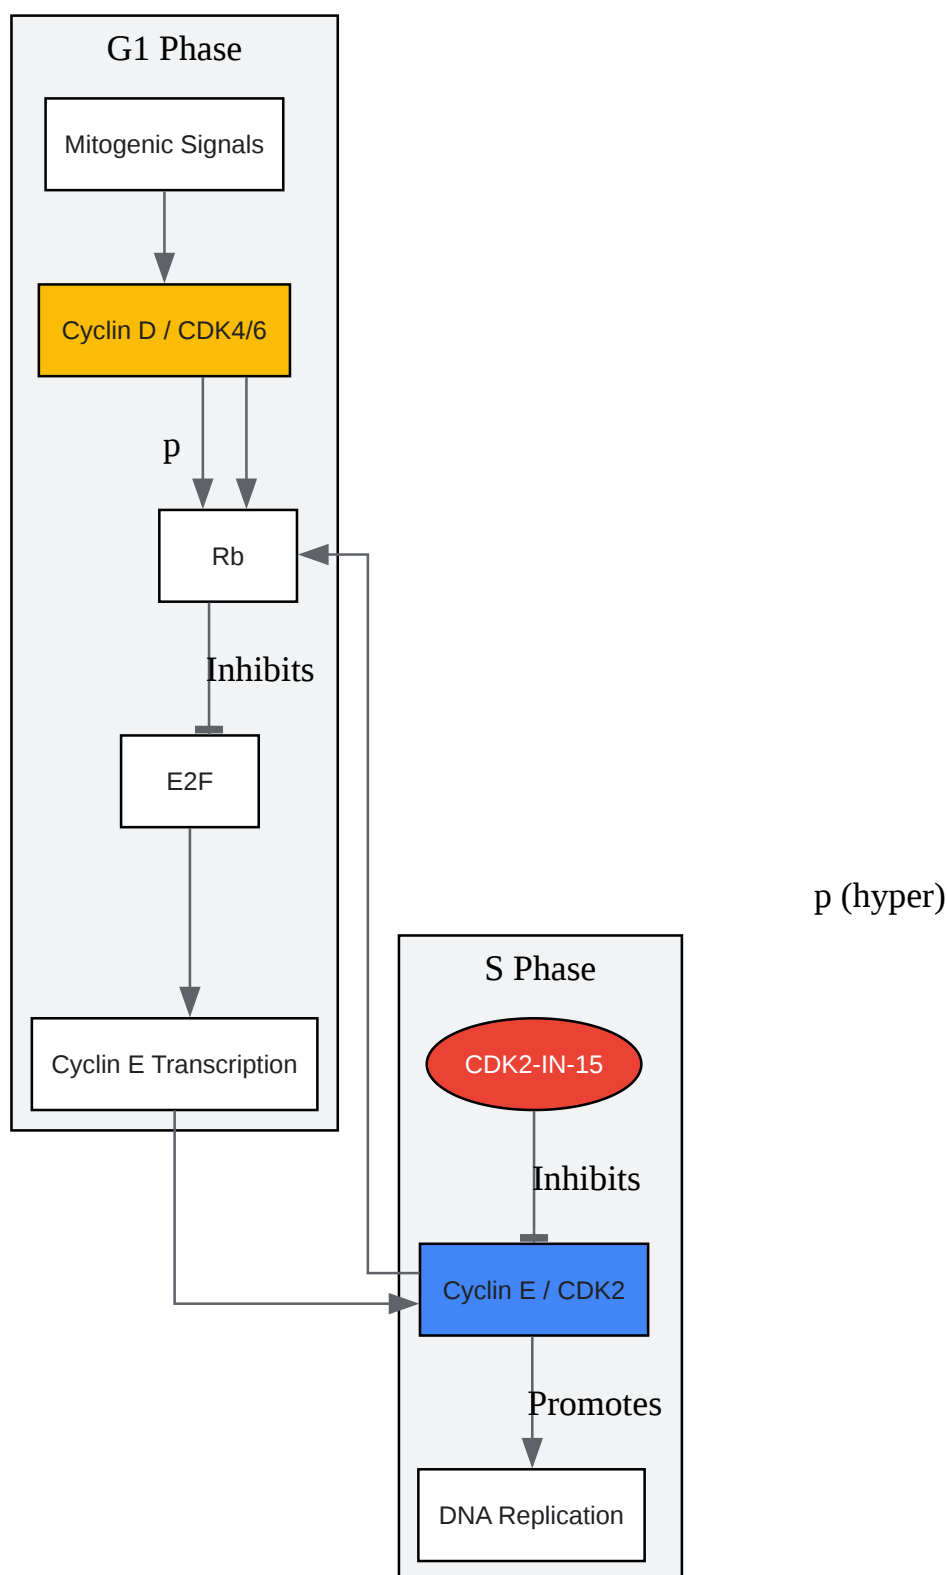 G1 Phase
Mitogenic Signals
Cyclin D / CDK4/6
p
Rb
Inhibits
E2F
p (hyper)
S Phase
Cyclin E Transcription
CDK2-IN-15
Inhibits
Cyclin E / CDK2
Promotes
DNA Replication